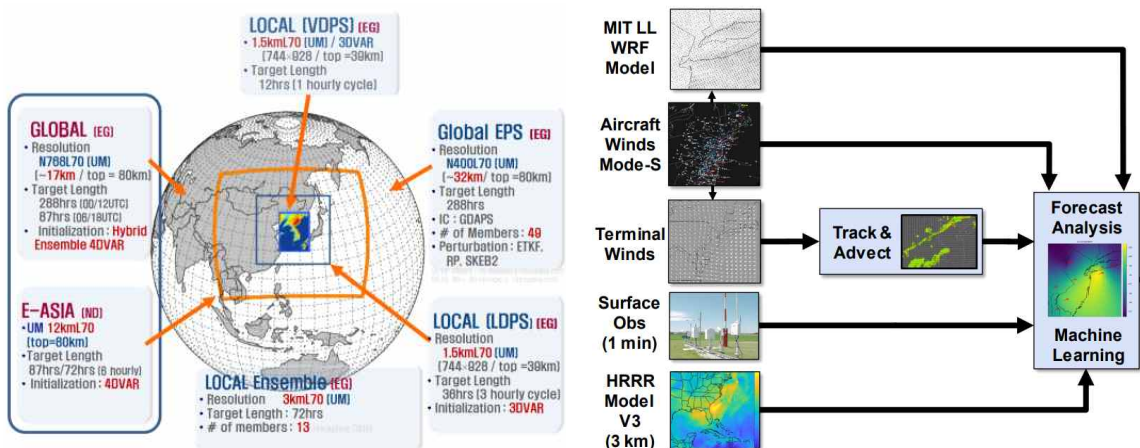 LOCAL [VDPS] [EG]
• 1.5kmL70 [UM] / 3DVAR
[744×928 / top =39km]
• Target Length
12hrs [1 hourly cycle]
GLOBAL [EG]
• Resolution
N768L70 [UM]
[~17km / top = 80km]
• Target Length
288hrs [00/12UTC]
87hrs [06/18UTC]
• Initialization : Hybrid
Ensemble 4DVAR
Global EPS [EG]
• Resolution
N400L70 [UM]
[~32km/ top =80km]
• Target Length
288hrs
• IC : GDAPS
• # of Members : 49
• Perturbation : ETKF,
RP, SKEB2
E-ASIA [ND]
• UM 12kmL70
[top=80km]
• Target Length
87hrs/72hrs [6 hourly]
• Initialization : 4DVAR
LOCAL [LDPS] [EG]
• Resolution
1.5kmL70 [UM]
[744×928 / top =39km]
• Target Length
36hrs [3 hourly cycle]
• Initialization : 3DVAR
LOCAL Ensemble [EG]
• Resolution 3kmL70 [UM]
• Target Length : 72hrs
• # of members : 13
MIT LL
WRF
Model
Aircraft
Winds
Mode-S
Terminal
Winds
Track &
Advect
Surface
Obs
(1 min)
HRRR
Model
V3
(3 km)
Forecast
Analysis
Machine
Learning